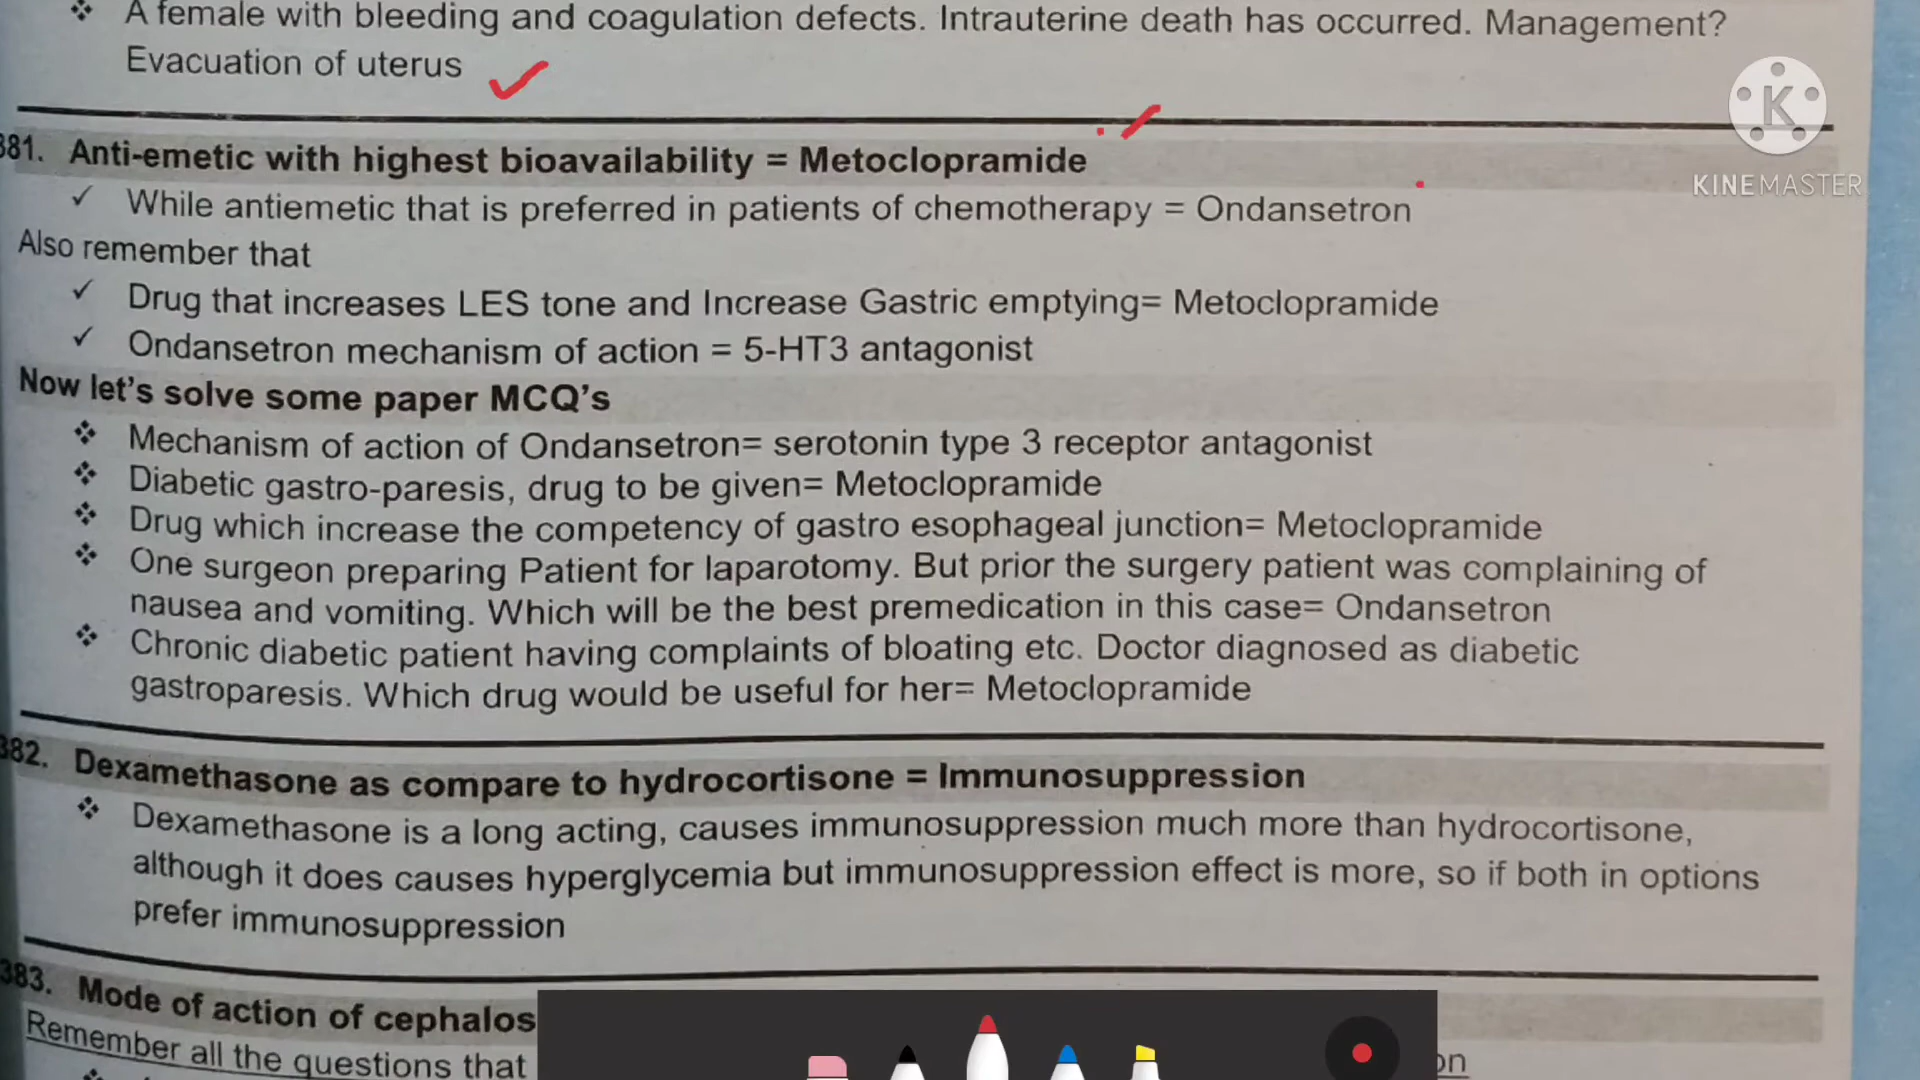 ❖ A female with bleeding and coagulation defects. Intrauterine death has occurred. Management?
Evacuation of uterus
381. Anti-emetic with highest bioavailability = Metoclopramide
✓ While antiemetic that is preferred in patients of chemotherapy = Ondansetron
Also remember that
✓ Drug that increases LES tone and Increase Gastric emptying= Metoclopramide
✓ Ondansetron mechanism of action = 5-HT3 antagonist
Now let's solve some paper MCQ's
❖ Mechanism of action of Ondansetron= serotonin type 3 receptor antagonist
❖ Diabetic gastro-paresis, drug to be given= Metoclopramide
❖ Drug which increase the competency of gastro esophageal junction= Metoclopramide
❖ One surgeon preparing Patient for laparotomy. But prior the surgery patient was complaining of
nausea and vomiting. Which will be the best premedication in this case= Ondansetron
❖ Chronic diabetic patient having complaints of bloating etc. Doctor diagnosed as diabetic
gastroparesis. Which drug would be useful for her= Metoclopramide
382. Dexamethasone as compare to hydrocortisone = Immunosuppression
❖ Dexamethasone is a long acting, causes immunosuppression much more than hydrocortisone,
although it does causes hyperglycemia but immunosuppression effect is more, so if both in options
prefer immunosuppression
383. Mode of action of cephalos
Remember all the questions that
on
K
KINEMASTER